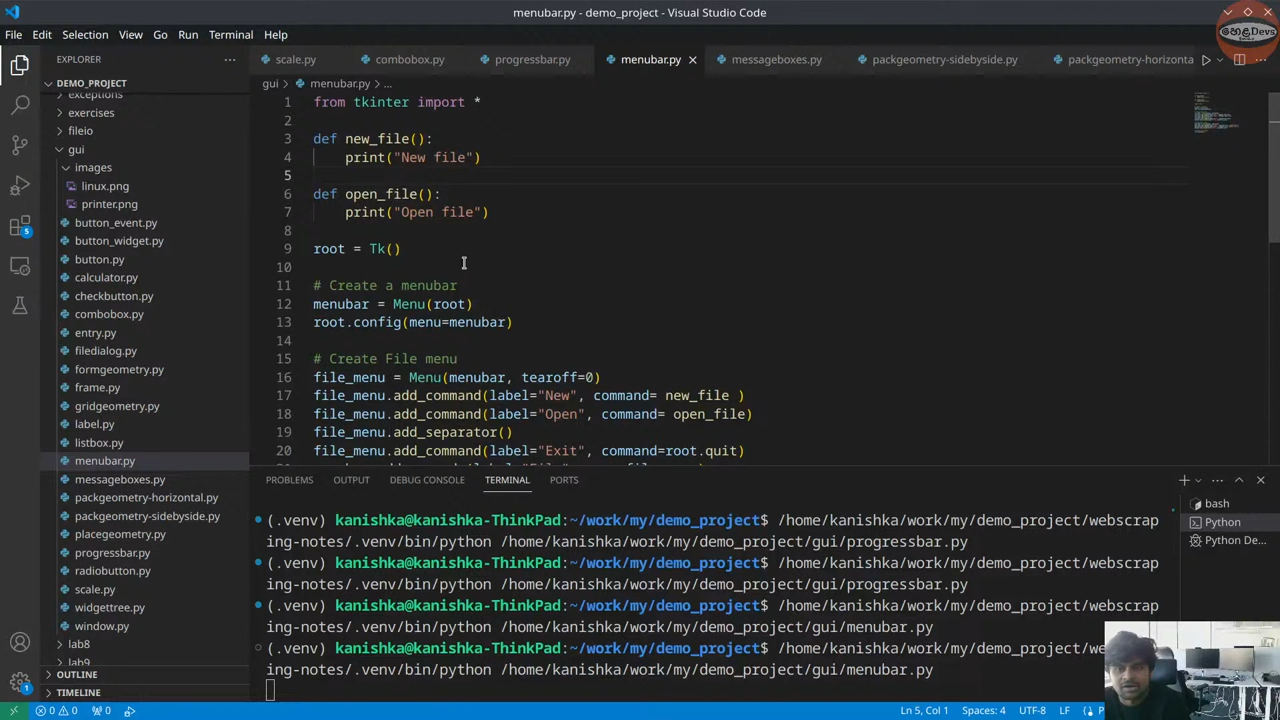 menubar.py - demo_project - Visual Studio Code
File Edit Selection View Go Run Terminal Help
හෙළDevs
EXPLORER
scale.py
combobox.py
progressbar.py
menubar.py
messageboxes.py
packgeometry-sidebyside.py
packgeometry-horizonta
DEMO_PROJECT
gui > menubar.py > ...
exceptions
exercises
fileio
gui
images
linux.png
printer.png
button_event.py
button_widget.py
button.py
calculator.py
checkbutton.py
combobox.py
entry.py
filedialog.py
formgeometry.py
frame.py
gridgeometry.py
label.py
listbox.py
menubar.py
messageboxes.py
packgeometry-horizontal.py
packgeometry-sidebyside.py
placegeometry.py
progressbar.py
radiobutton.py
scale.py
widgettree.py
window.py
lab8
lab9
OUTLINE
TIMELINE
5
1
1 from tkinter import *
2
3 def new_file():
4 print("New file")
5
6 def open_file():
7 print("Open file")
8
9 root = Tk()
10
11 # Create a menubar
12 menubar = Menu(root)
13 root.config(menu=menubar)
14
15 # Create File menu
16 file_menu = Menu(menubar, tearoff=0)
17 file_menu.add_command(label="New", command= new_file )
18 file_menu.add_command(label="Open", command= open_file)
19 file_menu.add_separator()
20 file_menu.add_command(label="Exit", command=root.quit)
PROBLEMS OUTPUT DEBUG CONSOLE TERMINAL PORTS
(.venv) kanishka@kanishka-ThinkPad:~/work/my/demo_project$ /home/kanishka/work/my/demo_project/webscrap
ing-notes/.venv/bin/python /home/kanishka/work/my/demo_project/gui/progressbar.py
(.venv) kanishka@kanishka-ThinkPad:~/work/my/demo_project$ /home/kanishka/work/my/demo_project/webscrap
ing-notes/.venv/bin/python /home/kanishka/work/my/demo_project/gui/progressbar.py
(.venv) kanishka@kanishka-ThinkPad:~/work/my/demo_project$ /home/kanishka/work/my/demo_project/webscrap
ing-notes/.venv/bin/python /home/kanishka/work/my/demo_project/gui/menubar.py
(.venv) kanishka@kanishka-ThinkPad:~/work/my/demo_project$ /home/kanishka/work/my/demo_project/we
ing-notes/.venv/bin/python /home/kanishka/work/my/demo_project/gui/menubar.py
bash
Python
Python De...
0 0 0
Ln 5, Col 1 Spaces: 4 UTF-8 LF P